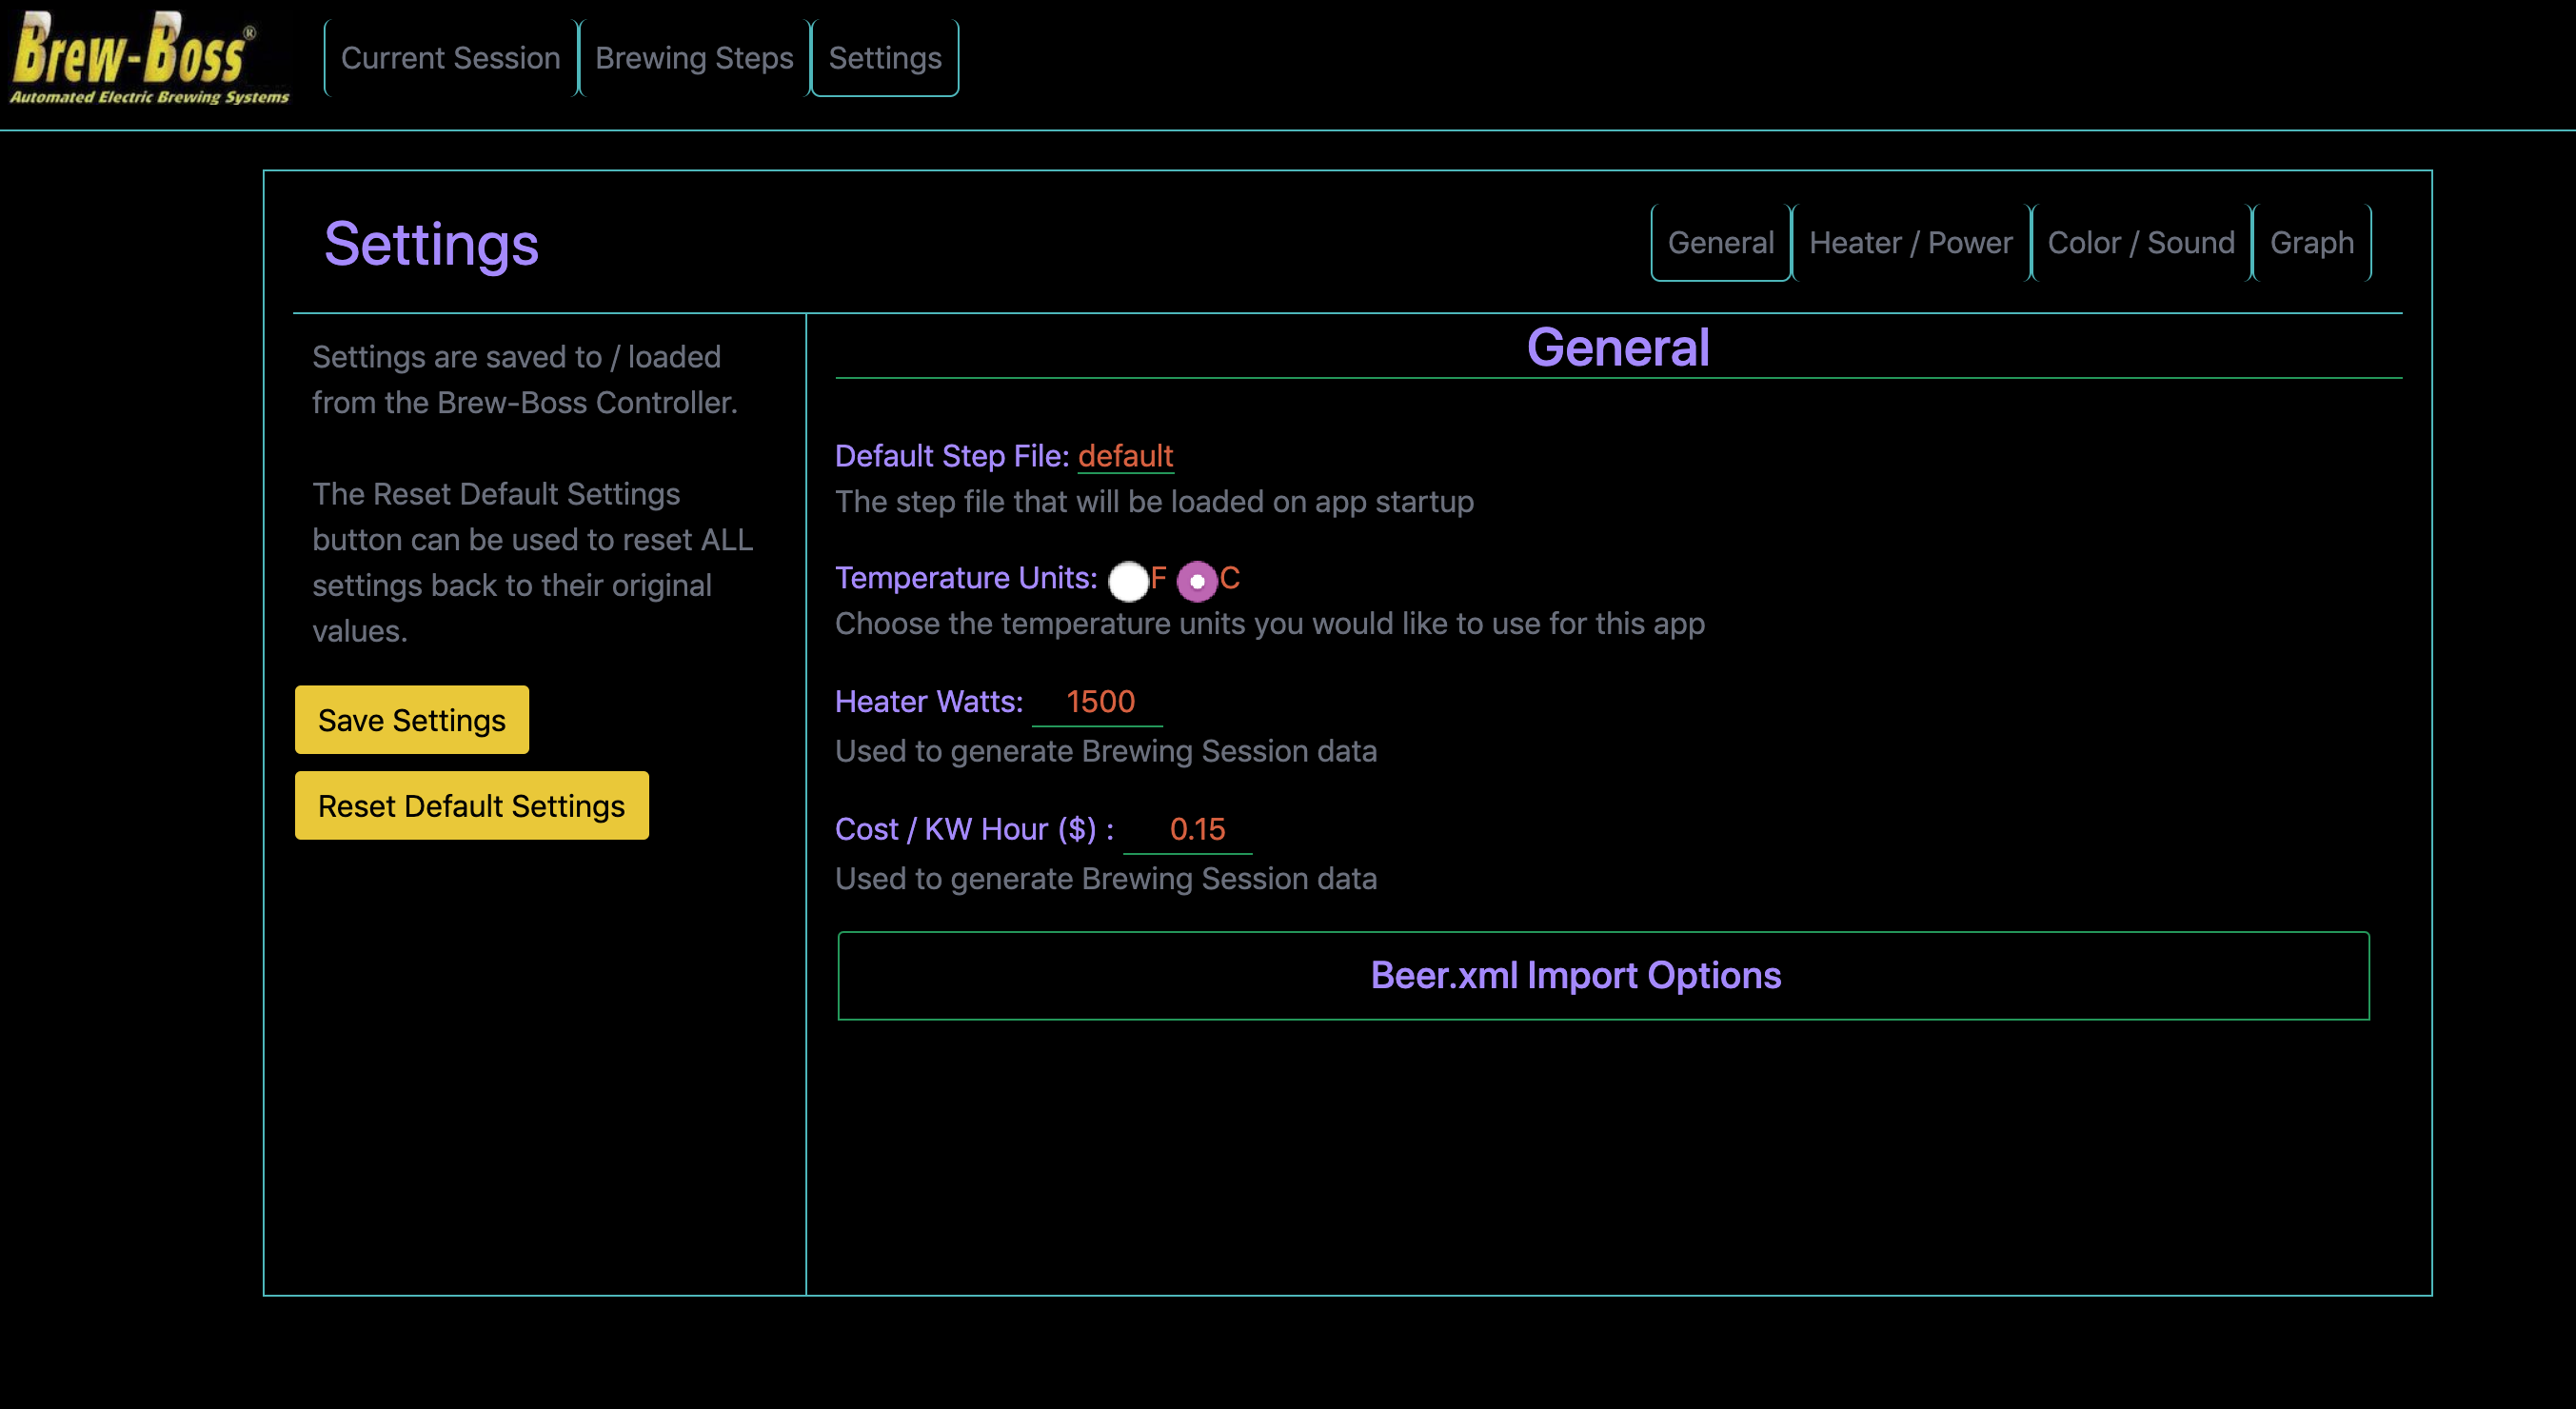 Brew-Boss®
Automated Electric Brewing Systems
Current Session
Brewing Steps
Settings
Settings
General
Heater / Power
Color / Sound
Graph
Settings are saved to / loaded
from the Brew-Boss Controller.
The Reset Default Settings
button can be used to reset ALL
settings back to their original
values.
Save Settings
Reset Default Settings
General
Default Step File: default
The step file that will be loaded on app startup
Temperature Units: F C
Choose the temperature units you would like to use for this app
Heater Watts: 1500
Used to generate Brewing Session data
Cost / KW Hour ($) : 0.15
Used to generate Brewing Session data
Beer.xml Import Options